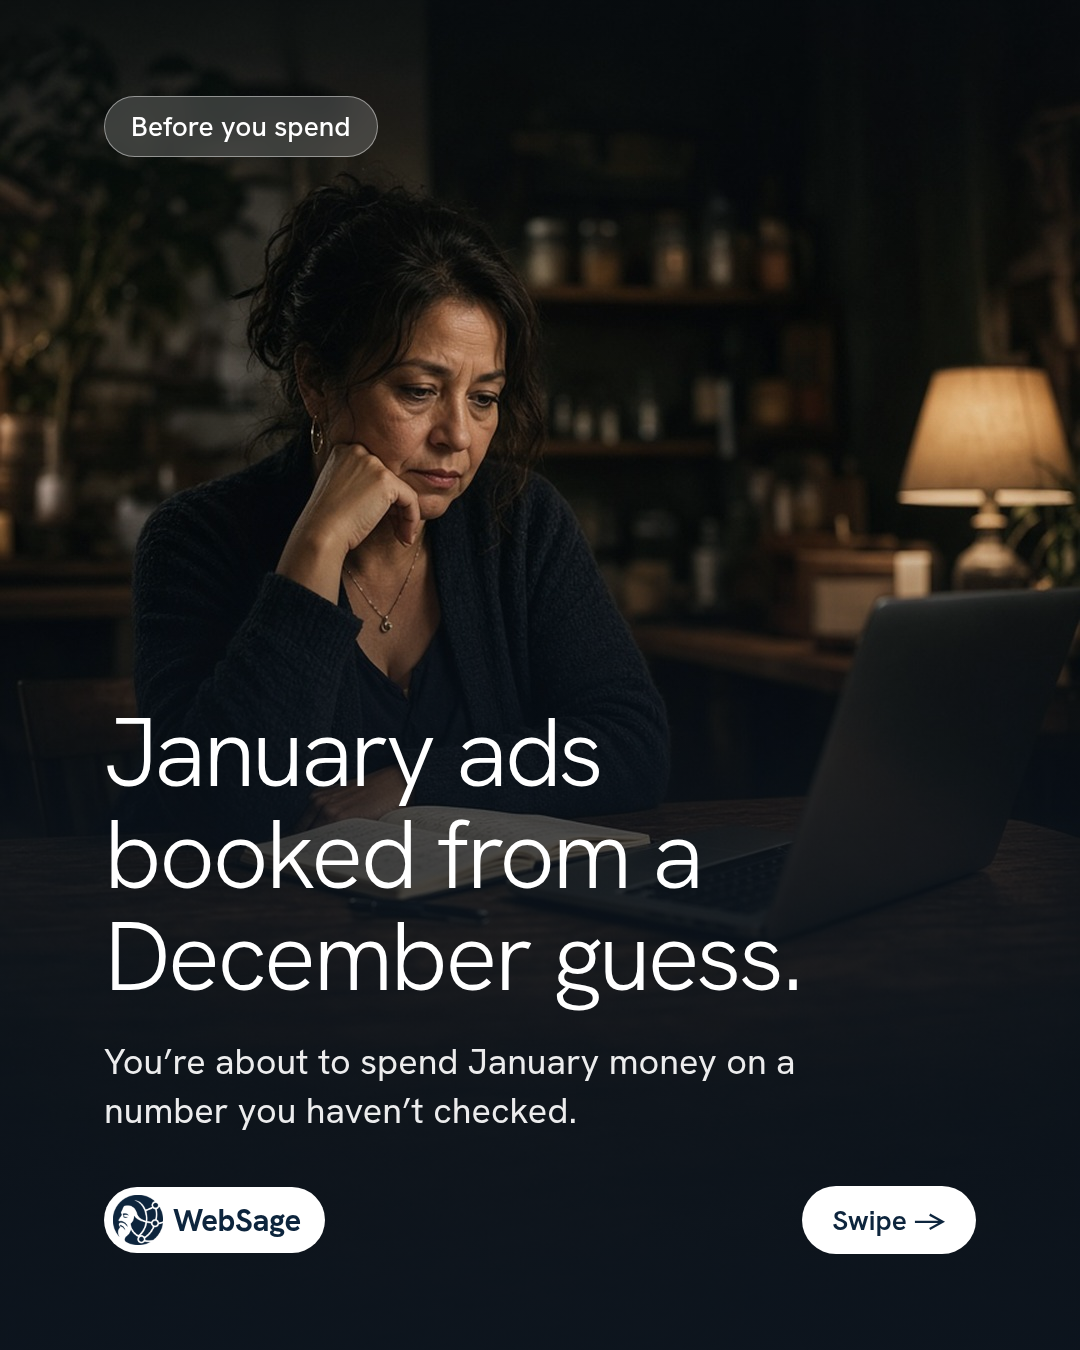 Before you spend
January ads
booked from a
December guess.
You’re about to spend January money on a
number you haven’t checked.
WebSage
Swipe →